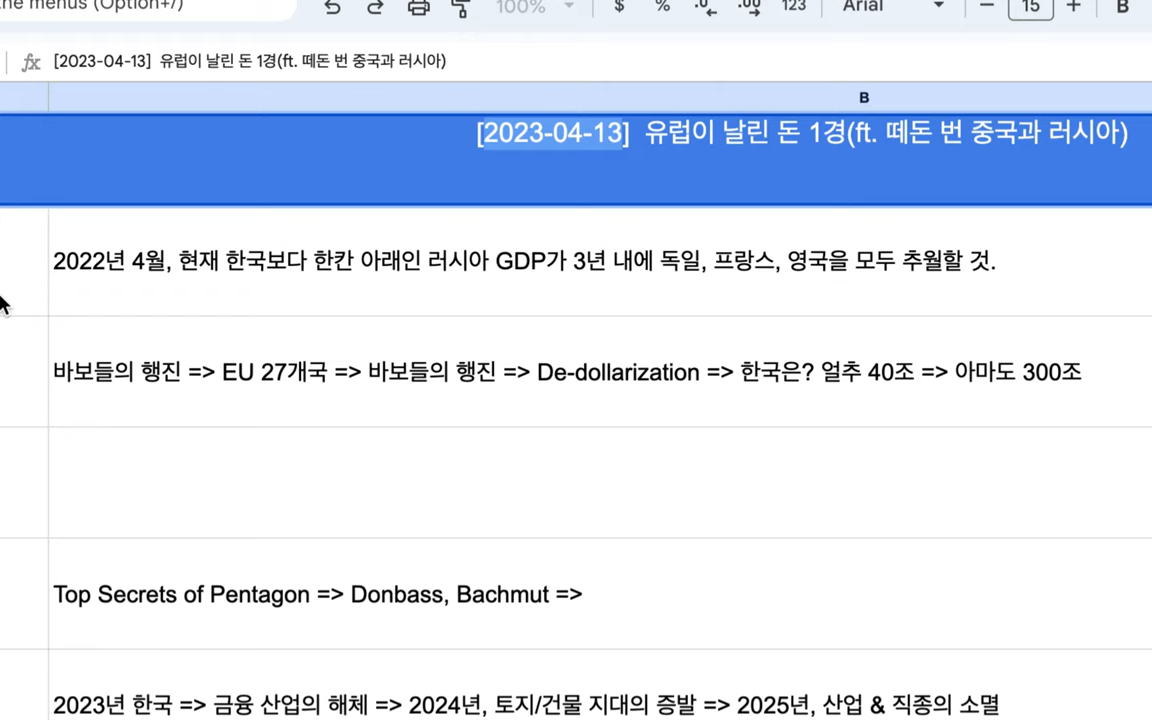 the menus (Option+/)
100% $ % .0 .00 123 Arial 15 B
fx [2023-04-13] 유럽이 날린 돈 1경(ft. 떼돈 번 중국과 러시아)
B
[2023-04-13] 유럽이 날린 돈 1경(ft. 떼돈 번 중국과 러시아)
2022년 4월, 현재 한국보다 한칸 아래인 러시아 GDP가 3년 내에 독일, 프랑스, 영국을 모두 추월할 것.
바보들의 행진 => EU 27개국 => 바보들의 행진 => De-dollarization => 한국은? 얼추 40조 => 아마도 300조
Top Secrets of Pentagon => Donbass, Bachmut =>
2023년 한국 => 금융 산업의 해체 => 2024년, 토지/건물 지대의 증발 => 2025년, 산업 & 직종의 소멸